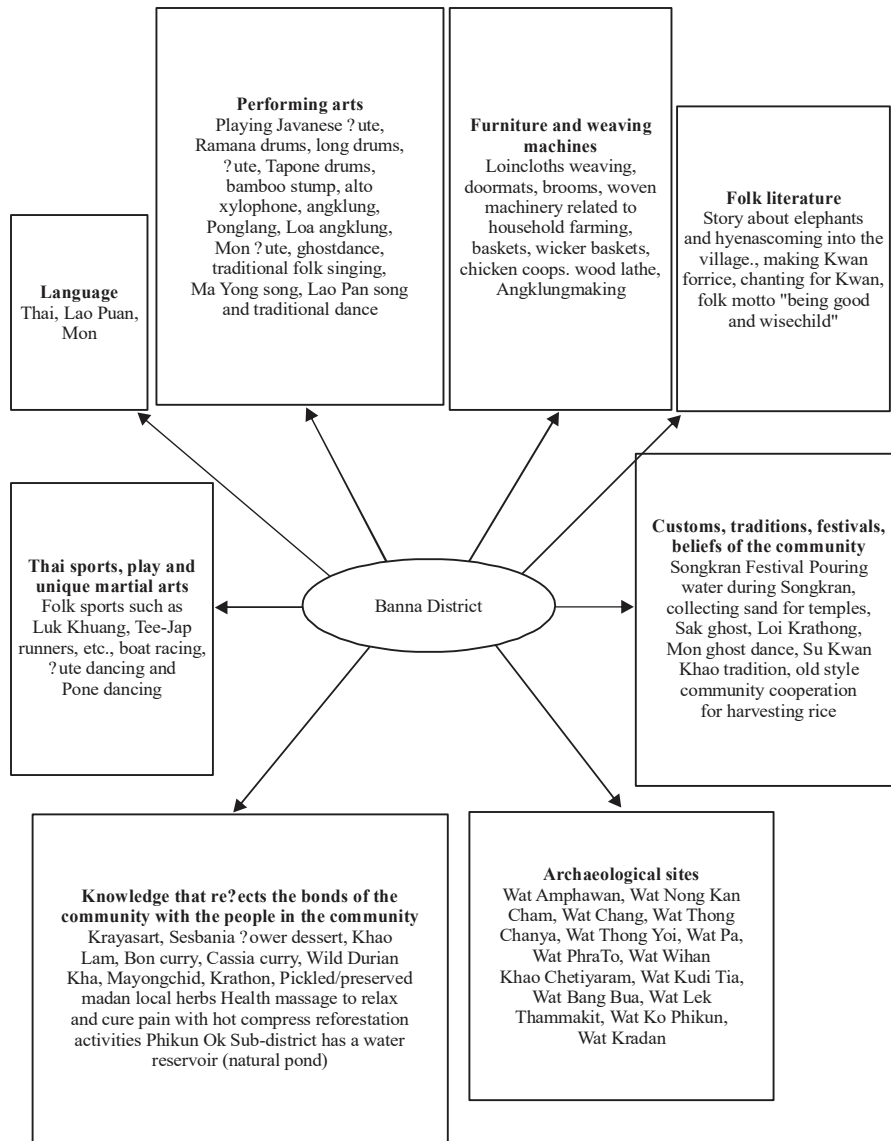 Performing arts
Playing Javanese ?ute,
Ramana drums, long drums,
?ute, Tapone drums,
bamboo stump, alto
xylophone, angklung,
Ponglang, Loa angklung,
Mon ?ute, ghostdance,
traditional folk singing,
Ma Yong song, Lao Pan song
and traditional dance
Furniture and weaving
machines
Loincloths weaving,
doormats, brooms, woven
machinery related to
household farming,
baskets, wicker baskets,
chicken coops. wood lathe,
Angklungmaking
Folk literature
Story about elephants
and hyenascoming into the
village., making Kwan
forrice, chanting for Kwan,
folk motto "being good
and wisechild"
Language
Thai, Lao Puan,
Mon
Thai sports, play and
unique martial arts
Folk sports such as
Luk Khuang, Tee-Jap
runners, etc., boat racing,
?ute dancing and
Pone dancing
Banna District
Customs, traditions, festivals,
beliefs of the community
Songkran Festival Pouring
water during Songkran,
collecting sand for temples,
Sak ghost, Loi Krathong,
Mon ghost dance, Su Kwan
Khao tradition, old style
community cooperation
for harvesting rice
Knowledge that re?ects the bonds of the
community with the people in the community
Krayasart, Sesbania ?ower dessert, Khao
Lam, Bon curry, Cassia curry, Wild Durian
Kha, Mayongchid, Krathon, Pickled/preserved
madan local herbs Health massage to relax
and cure pain with hot compress reforestation
activities Phikun Ok Sub-district has a water
reservoir (natural pond)
Archaeological sites
Wat Amphawan, Wat Nong Kan
Cham, Wat Chang, Wat Thong
Chanya, Wat Thong Yoi, Wat Pa,
Wat PhraTo, Wat Wihan
Khao Chetiyaram, Wat Kudi Tia,
Wat Bang Bua, Wat Lek
Thammakit, Wat Ko Phikun,
Wat Kradan